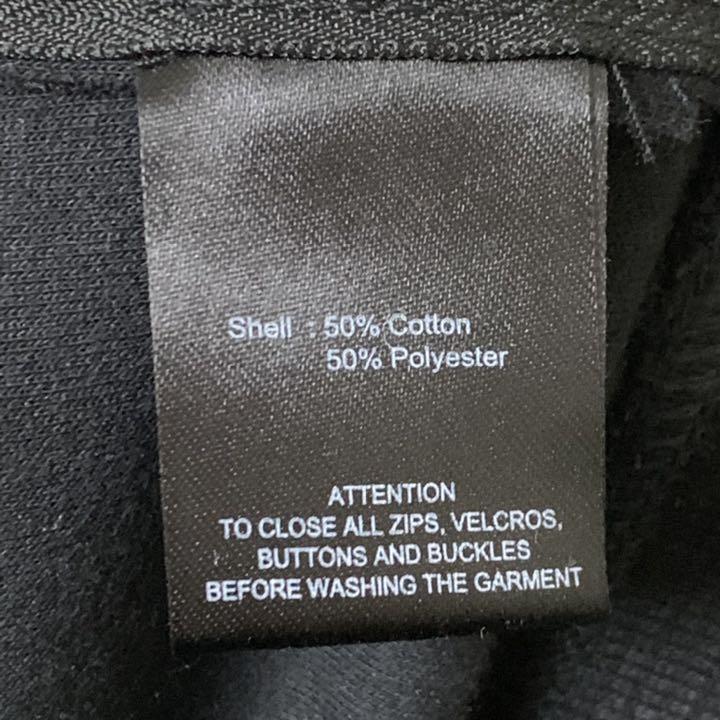 Shell : 50% Cotton
50% Polyester
ATTENTION
TO CLOSE ALL ZIPS, VELCROS,
BUTTONS AND BUCKLES
BEFORE WASHING THE GARMENT